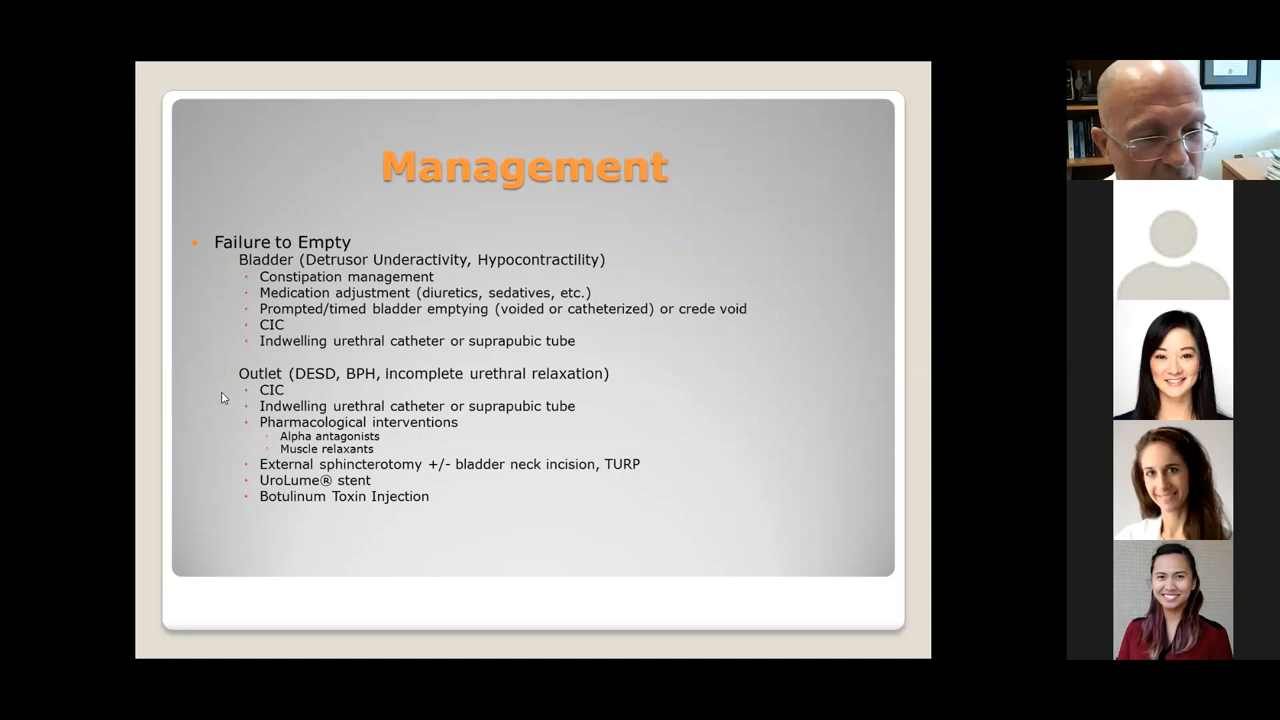 Management
Failure to Empty
Bladder (Detrusor Underactivity, Hypocontractility)
Constipation management
Medication adjustment (diuretics, sedatives, etc.)
Prompted/timed bladder emptying (voided or catheterized) or crede void
CIC
Indwelling urethral catheter or suprapubic tube
Outlet (DESD, BPH, incomplete urethral relaxation)
CIC
Indwelling urethral catheter or suprapubic tube
Pharmacological interventions
Alpha antagonists
Muscle relaxants
External sphincterotomy +/- bladder neck incision, TURP
UroLume® stent
Botulinum Toxin Injection